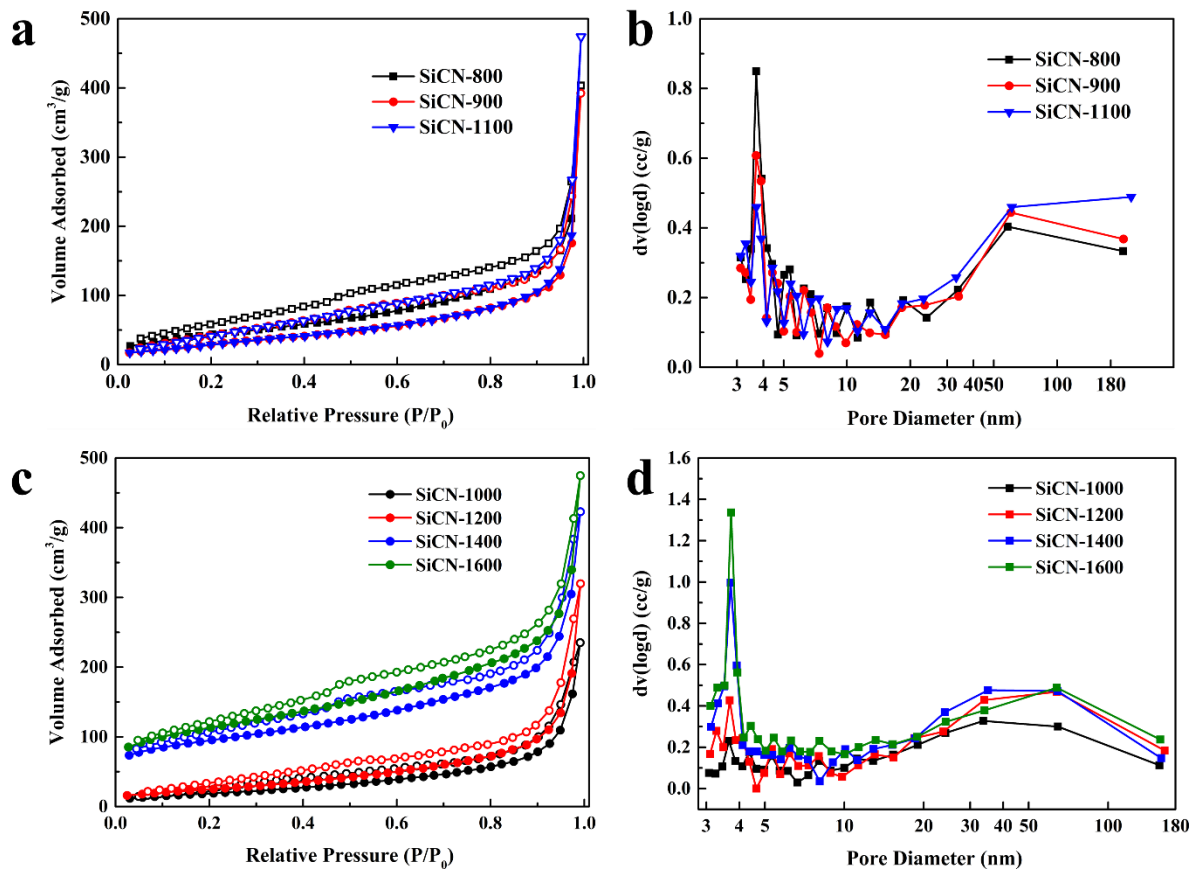 a
500
400
300
200
100
0
Volume Adsorbed (cm³/g)
SiCN-800
SiCN-900
SiCN-1100
0.0 0.2 0.4 0.6 0.8 1.0
Relative Pressure (P/P₀)
b
1.0
0.8
0.6
0.4
0.2
0.0
dv(logd) (cc/g)
SiCN-800
SiCN-900
SiCN-1100
3 4 5 10 20 30 40 50 100 180
Pore Diameter (nm)
c
500
400
300
200
100
0
Volume Adsorbed (cm³/g)
SiCN-1000
SiCN-1200
SiCN-1400
SiCN-1600
0.0 0.2 0.4 0.6 0.8 1.0
Relative Pressure (P/P₀)
d
1.6
1.4
1.2
1.0
0.8
0.6
0.4
0.2
0.0
dv(logd) (cc/g)
SiCN-1000
SiCN-1200
SiCN-1400
SiCN-1600
3 4 5 10 20 30 40 50 100 180
Pore Diameter (nm)